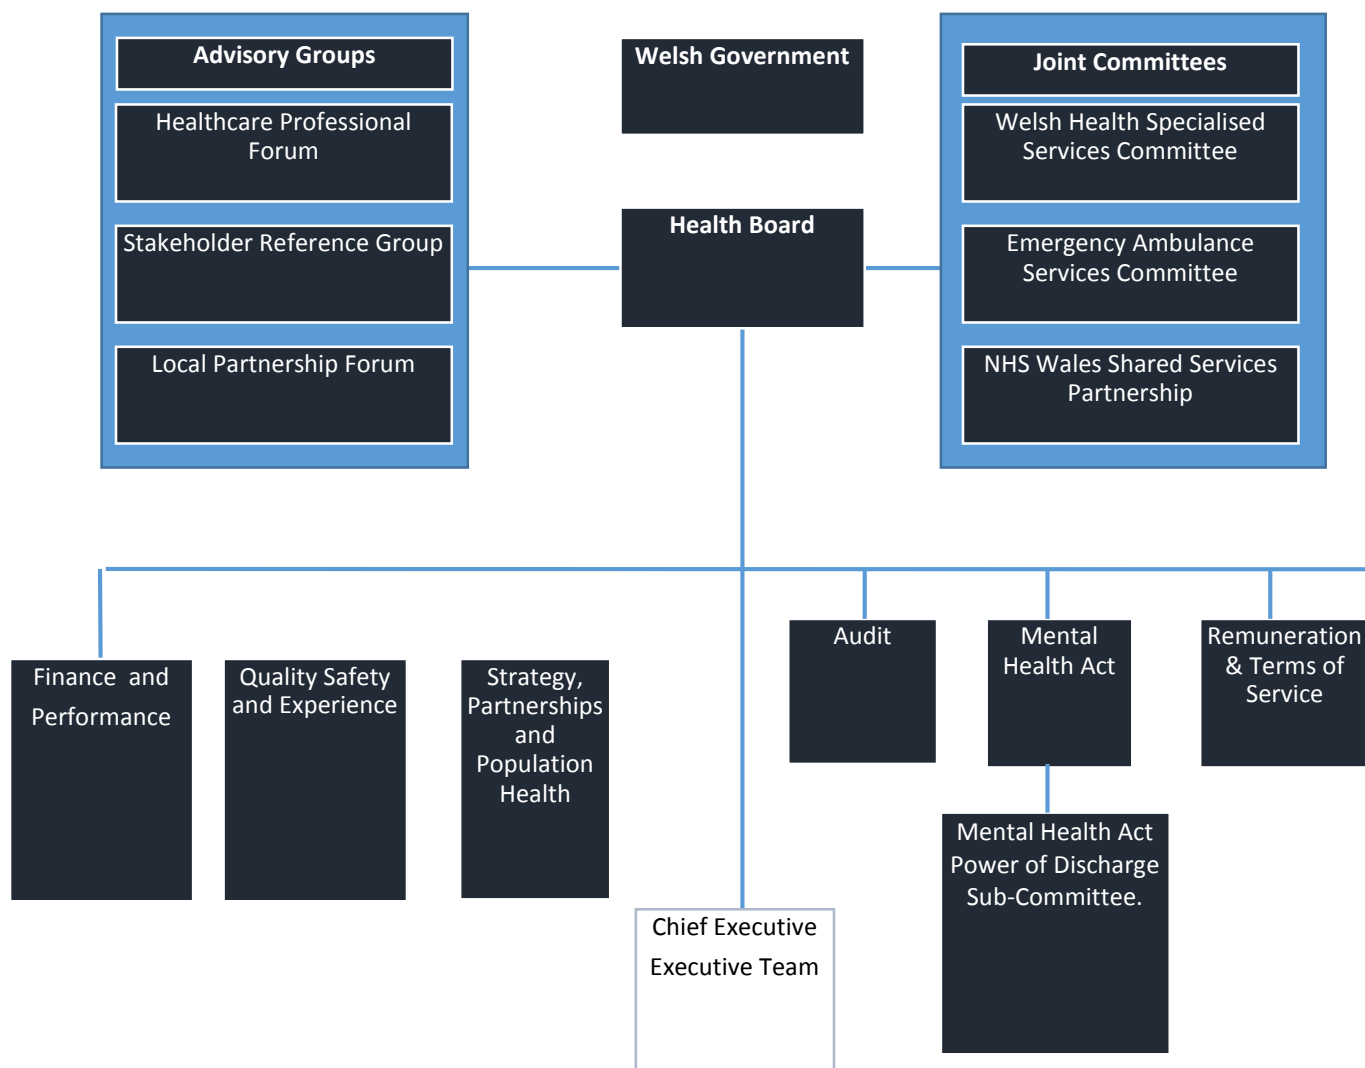 Advisory Groups
Healthcare Professional
Forum
Stakeholder Reference Group
Local Partnership Forum
Welsh Government
Health Board
Joint Committees
Welsh Health Specialised
Services Committee
Emergency Ambulance
Services Committee
NHS Wales Shared Services
Partnership
Finance and
Performance
Quality Safety
and Experience
Strategy,
Partnerships
and
Population
Health
Audit
Mental
Health Act
Remuneration
& Terms of
Service
Mental Health Act
Power of Discharge
Sub-Committee.
Chief Executive
Executive Team